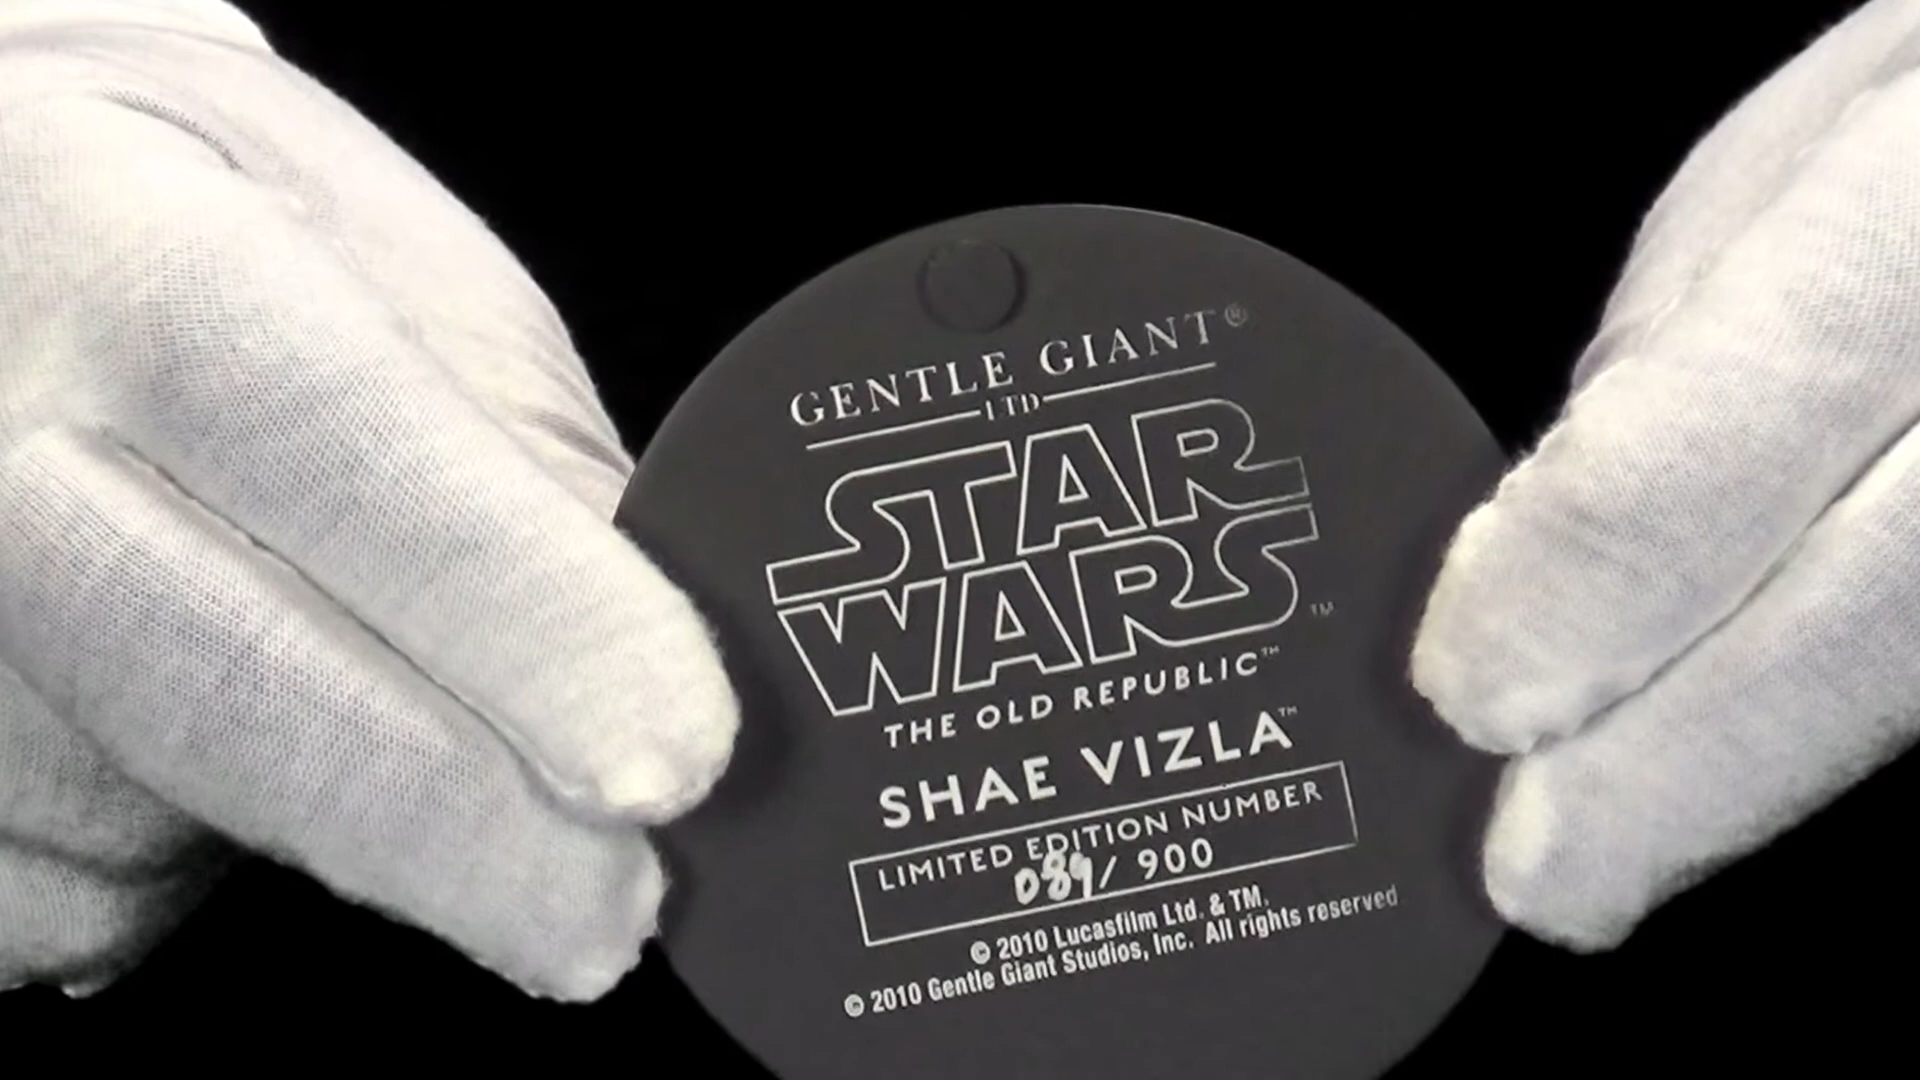 GENTLE GIANT®
LTD
STAR
WARS™
THE OLD REPUBLIC™
SHAE VIZLA™
LIMITED EDITION NUMBER
089/ 900
© 2010 Lucasfilm Ltd. & TM.
© 2010 Gentle Giant Studios, Inc. All rights reserved